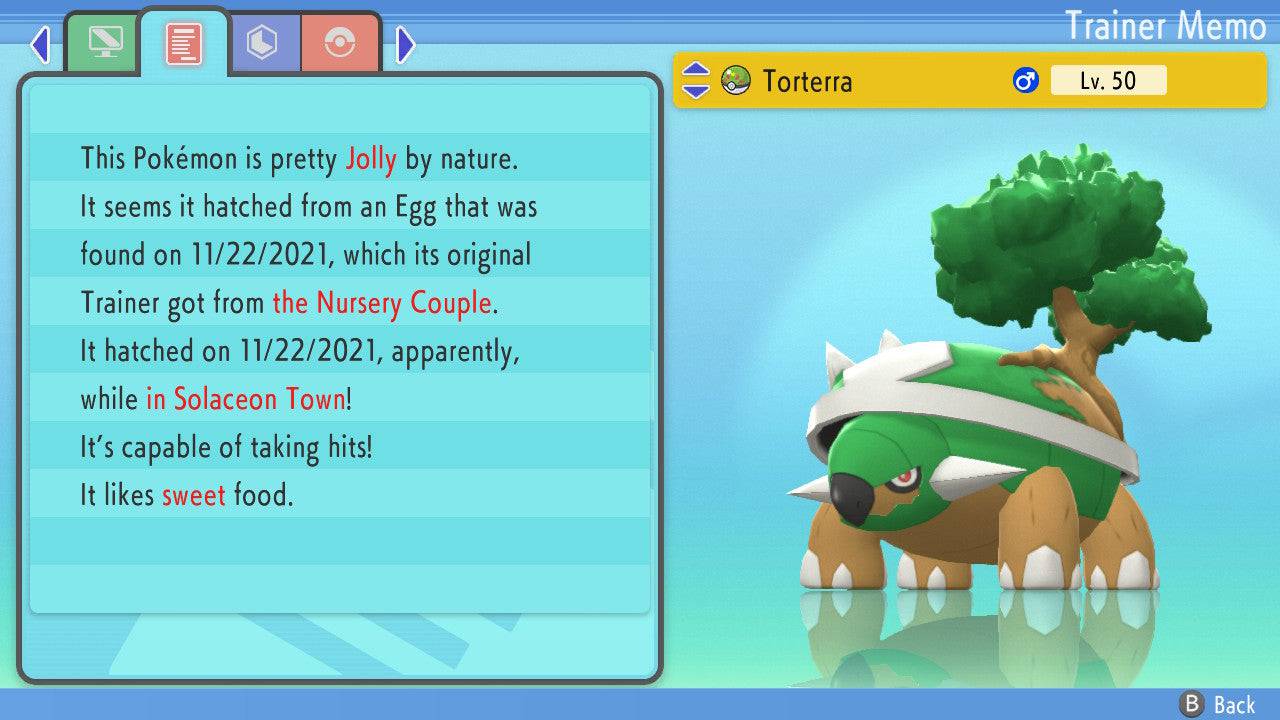 Trainer Memo
Torterra ♂ Lv. 50
This Pokémon is pretty Jolly by nature.
It seems it hatched from an Egg that was
found on 11/22/2021, which its original
Trainer got from the Nursery Couple.
It hatched on 11/22/2021, apparently,
while in Solaceon Town!
It's capable of taking hits!
It likes sweet food.
B Back